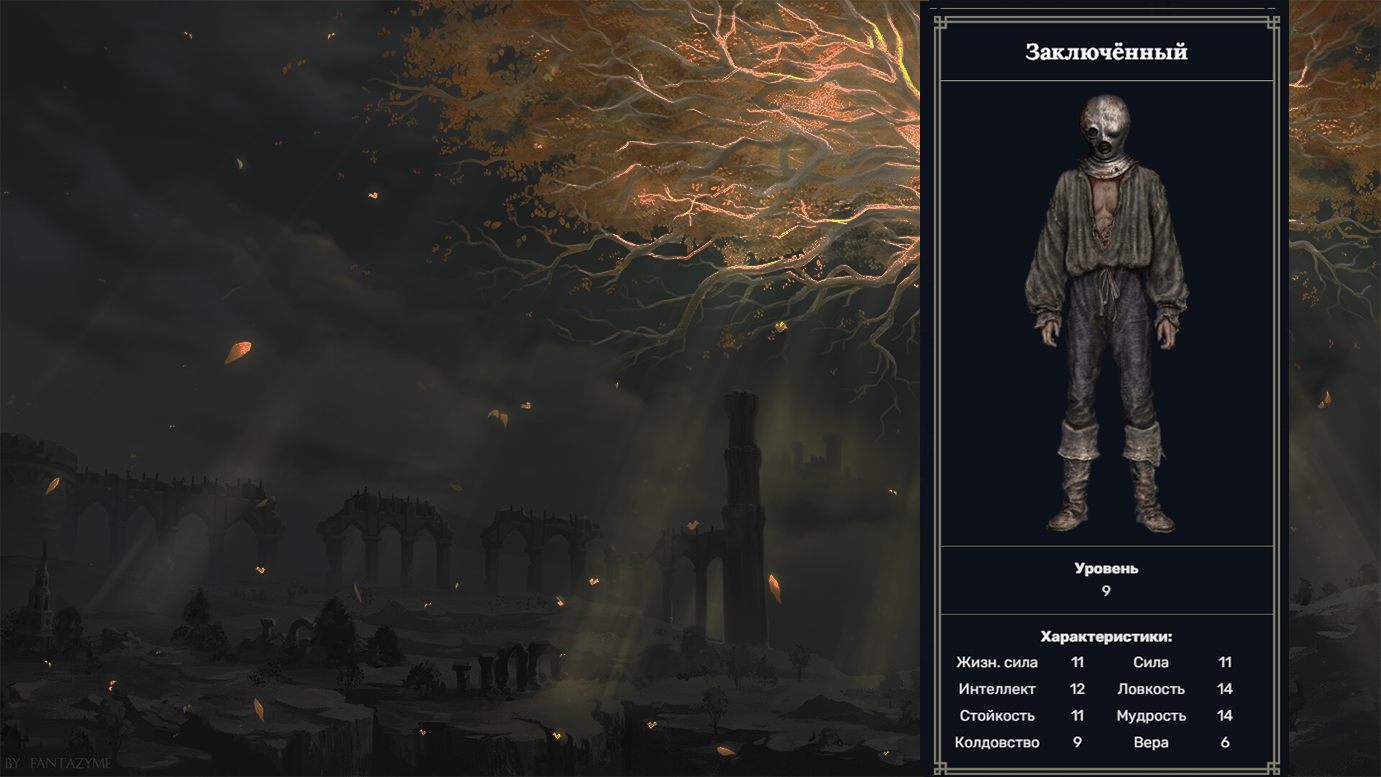 Заключённый
Уровень
9
Характеристики:
Жизн. сила 11 Сила 11
Интеллект 12 Ловкость 14
Стойкость 11 Мудрость 14
Колдовство 9 Вера 6
BY FANTAZYME